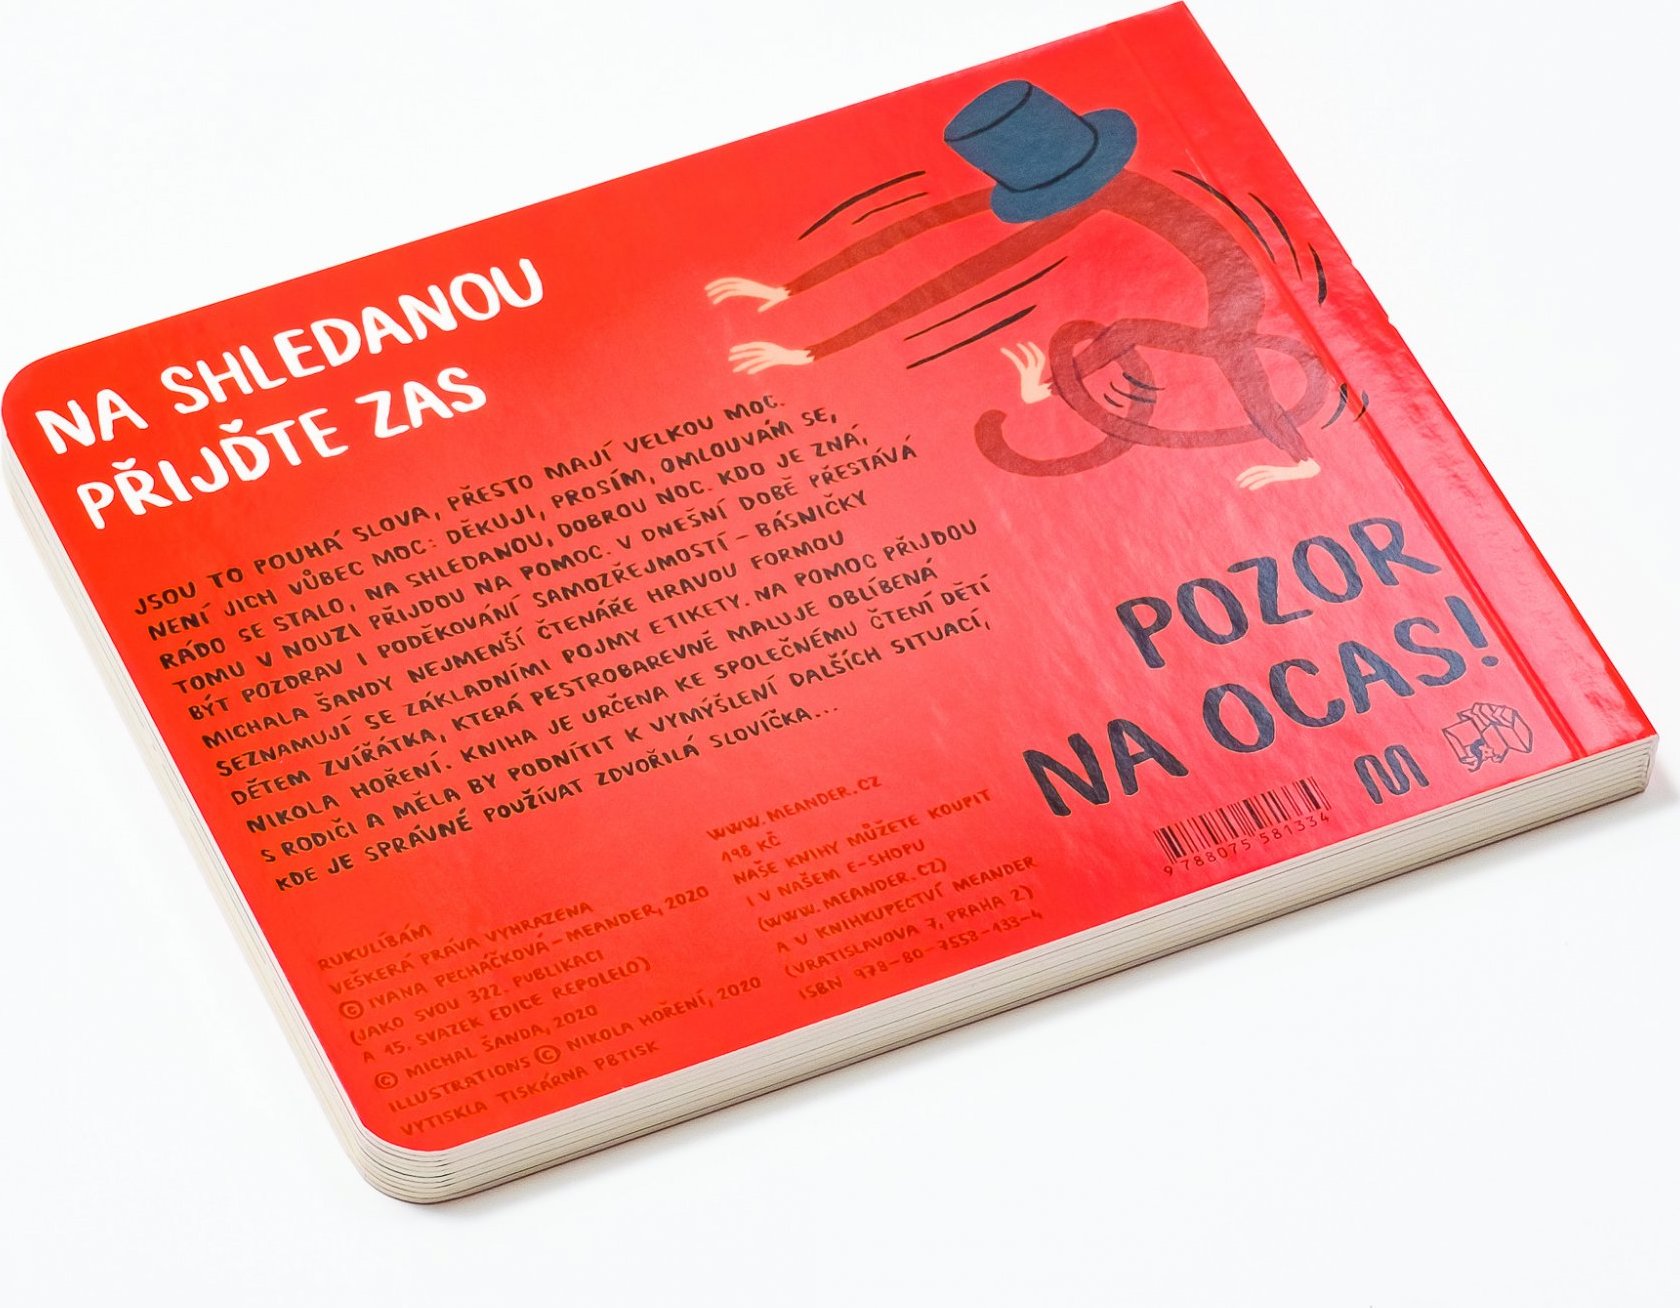 NA SHLEDANOU
PŘIJĎTE ZAS
JSOU TO POUHÁ SLOVA, PŘESTO MAJÍ VELKOU MOC.
NENÍ JICH VŮBEC MOC: DĚKUJI, PROSÍM, OMLOUVÁM SE,
RÁDO SE STALO, NA SHLEDANOU, DOBROU NOC. KDO JE ZNÁ,
TOMU V NOUZI PŘIJDOU NA POMOC. V DNEŠNÍ DOBĚ PŘESTÁVÁ
BÝT POZDRAV I PODĚKOVÁNÍ SAMOZŘEJMOSTÍ – BÁSNIČKY
MICHALA ŠANDY NEJMENŠÍ ČTENÁŘE HRAVOU FORMOU
SEZNAMUJÍ SE ZÁKLADNÍMI POJMY ETIKETY. NA POMOC PŘIJDOU
DĚTEM ZVÍŘÁTKA, KTERÁ PESTROBAREVNĚ MALUJE OBLÍBENÁ
NIKOLA HOŘENÍ. KNIHA JE URČENA KE SPOLEČNÉMU ČTENÍ DĚTÍ
S RODIČI A MĚLA BY PODNÍTIT K VYMÝŠLENÍ DALŠÍCH SITUACÍ,
KDE JE SPRÁVNÉ POUŽÍVAT ZDVOŘILÁ SLOVÍČKA...
RUKULÍBÁM
VEŠKERÁ PRÁVA VYHRAZENA
© IVANA PECHÁČKOVÁ – MEANDER, 2020
(JAKO SVOU 322. PUBLIKACI
A 45. SVAZEK EDICE REPOLELO)
© MICHAL ŠANDA, 2020
ILLUSTRATIONS © NIKOLA HOŘENÍ, 2020
VYTISKLA TISKÁRNA PBTISK
WWW.MEANDER.CZ
198 KČ
NAŠE KNIHY MŮŽETE KOUPIT
I V NAŠEM E-SHOPU
(WWW.MEANDER.CZ)
A V KNIHKUPECTVÍ MEANDER
(VRATISLAVOVA 7, PRAHA 2)
ISBN 978-80-7558-133-4
POZOR
NA OCAS!
9 788075 581334